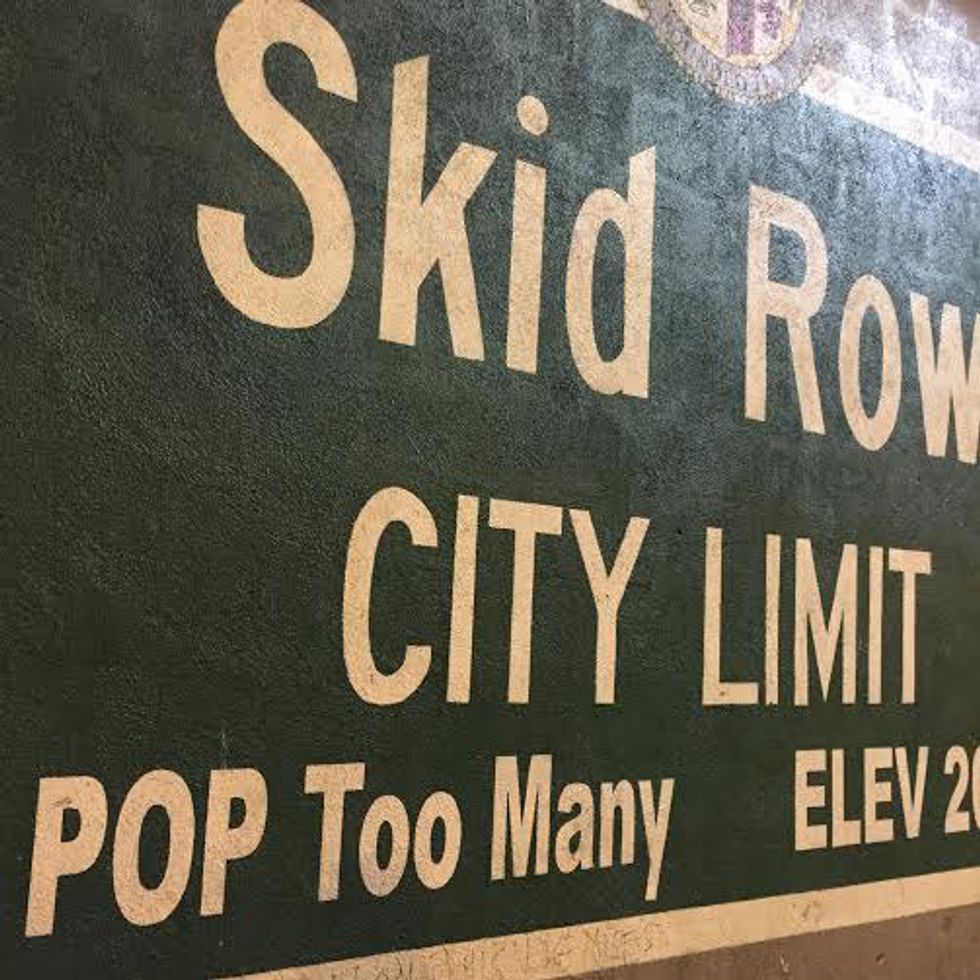 Skid Row
CITY LIMIT
POP Too Many ELEV